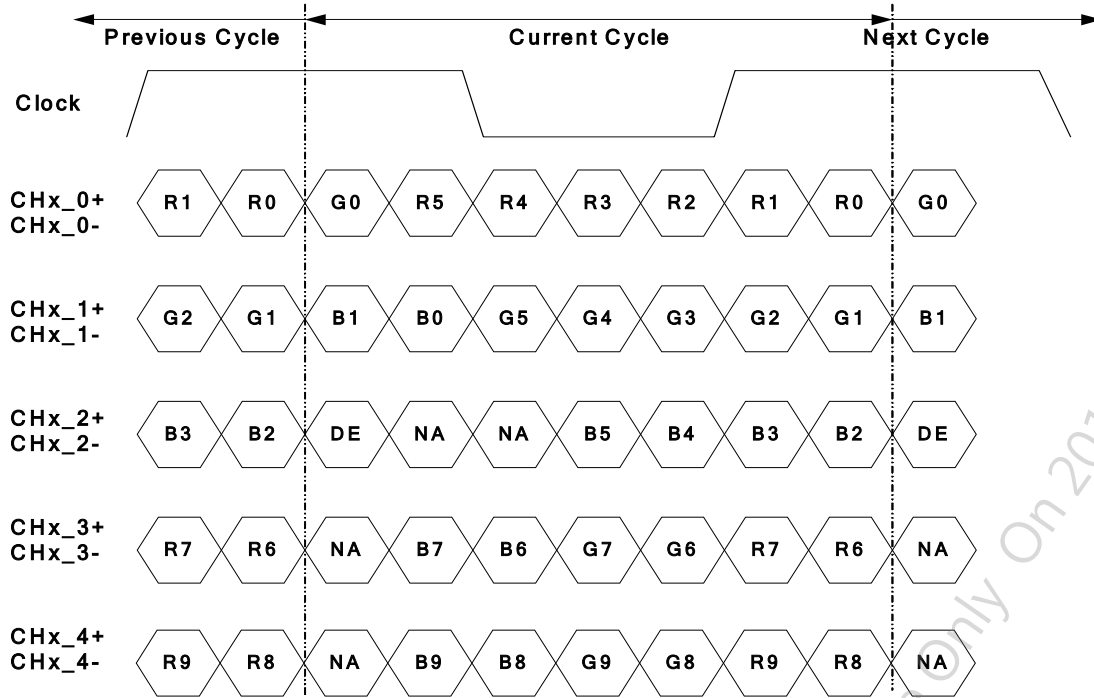 Previous Cycle Current Cycle Next Cycle
Clock
CHx_0+
CHx_0-
R1 R0 G0 R5 R4 R3 R2 R1 R0 G0
CHx_1+
CHx_1-
G2 G1 B1 B0 G5 G4 G3 G2 G1 B1
CHx_2+
CHx_2-
B3 B2 DE NA NA B5 B4 B3 B2 DE
CHx_3+
CHx_3-
R7 R6 NA B7 B6 G7 G6 R7 R6 NA
CHx_4+
CHx_4-
R9 R8 NA B9 B8 G9 G8 R9 R8 NA
Only On